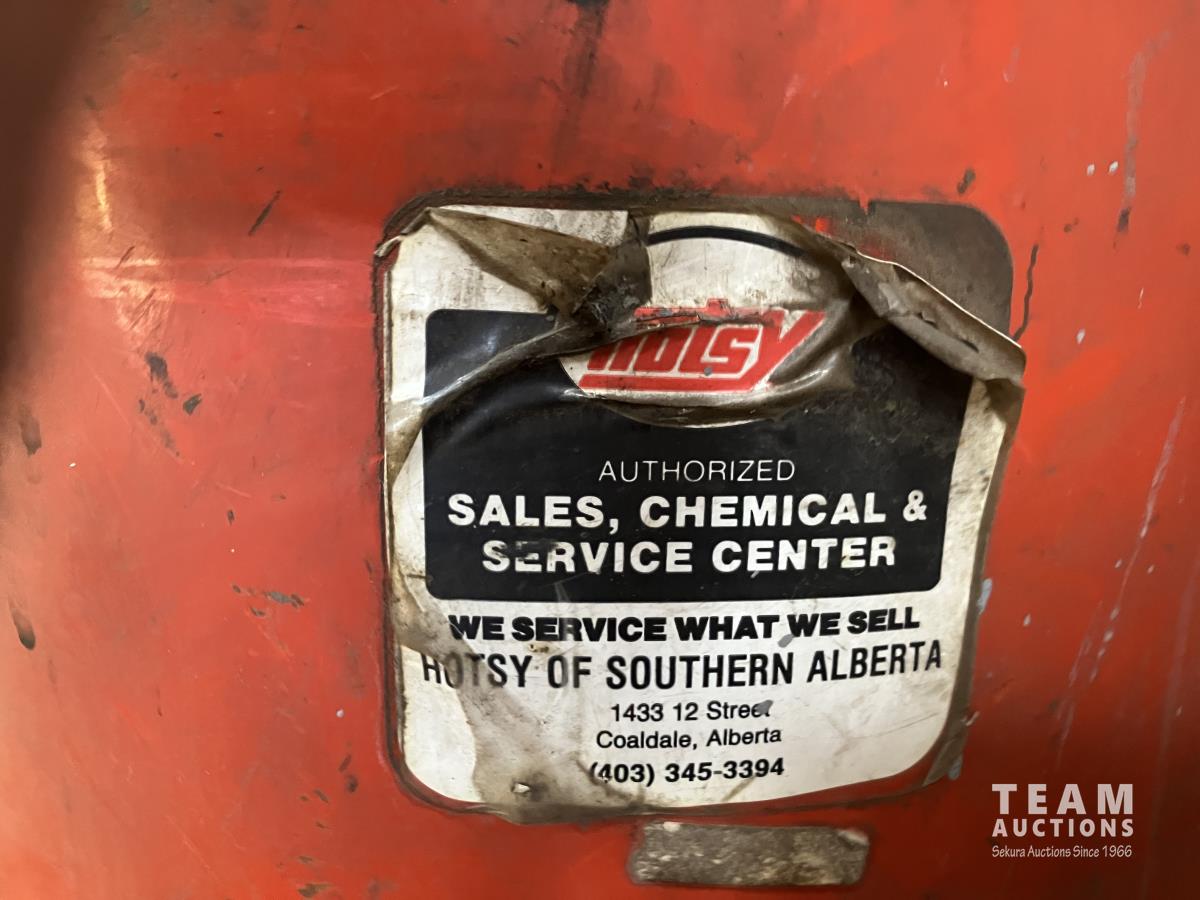 HOTSY
AUTHORIZED
SALES, CHEMICAL &
SERVICE CENTER
WE SERVICE WHAT WE SELL
HOTSY OF SOUTHERN ALBERTA
1433 12 Street
Coaldale, Alberta
(403) 345-3394
TEAM
AUCTIONS
Sekura Auctions Since 1966